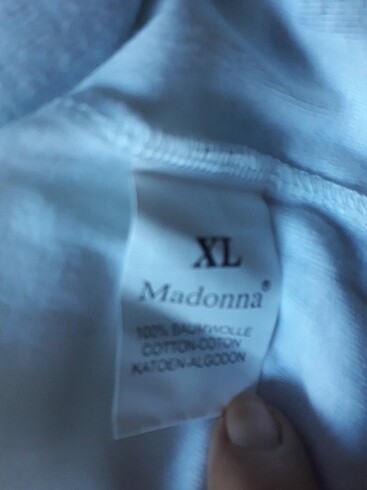 XL
Madonna®
100% BAUMWOLLE
COTTON-COTON
KATOEN-ALGODON